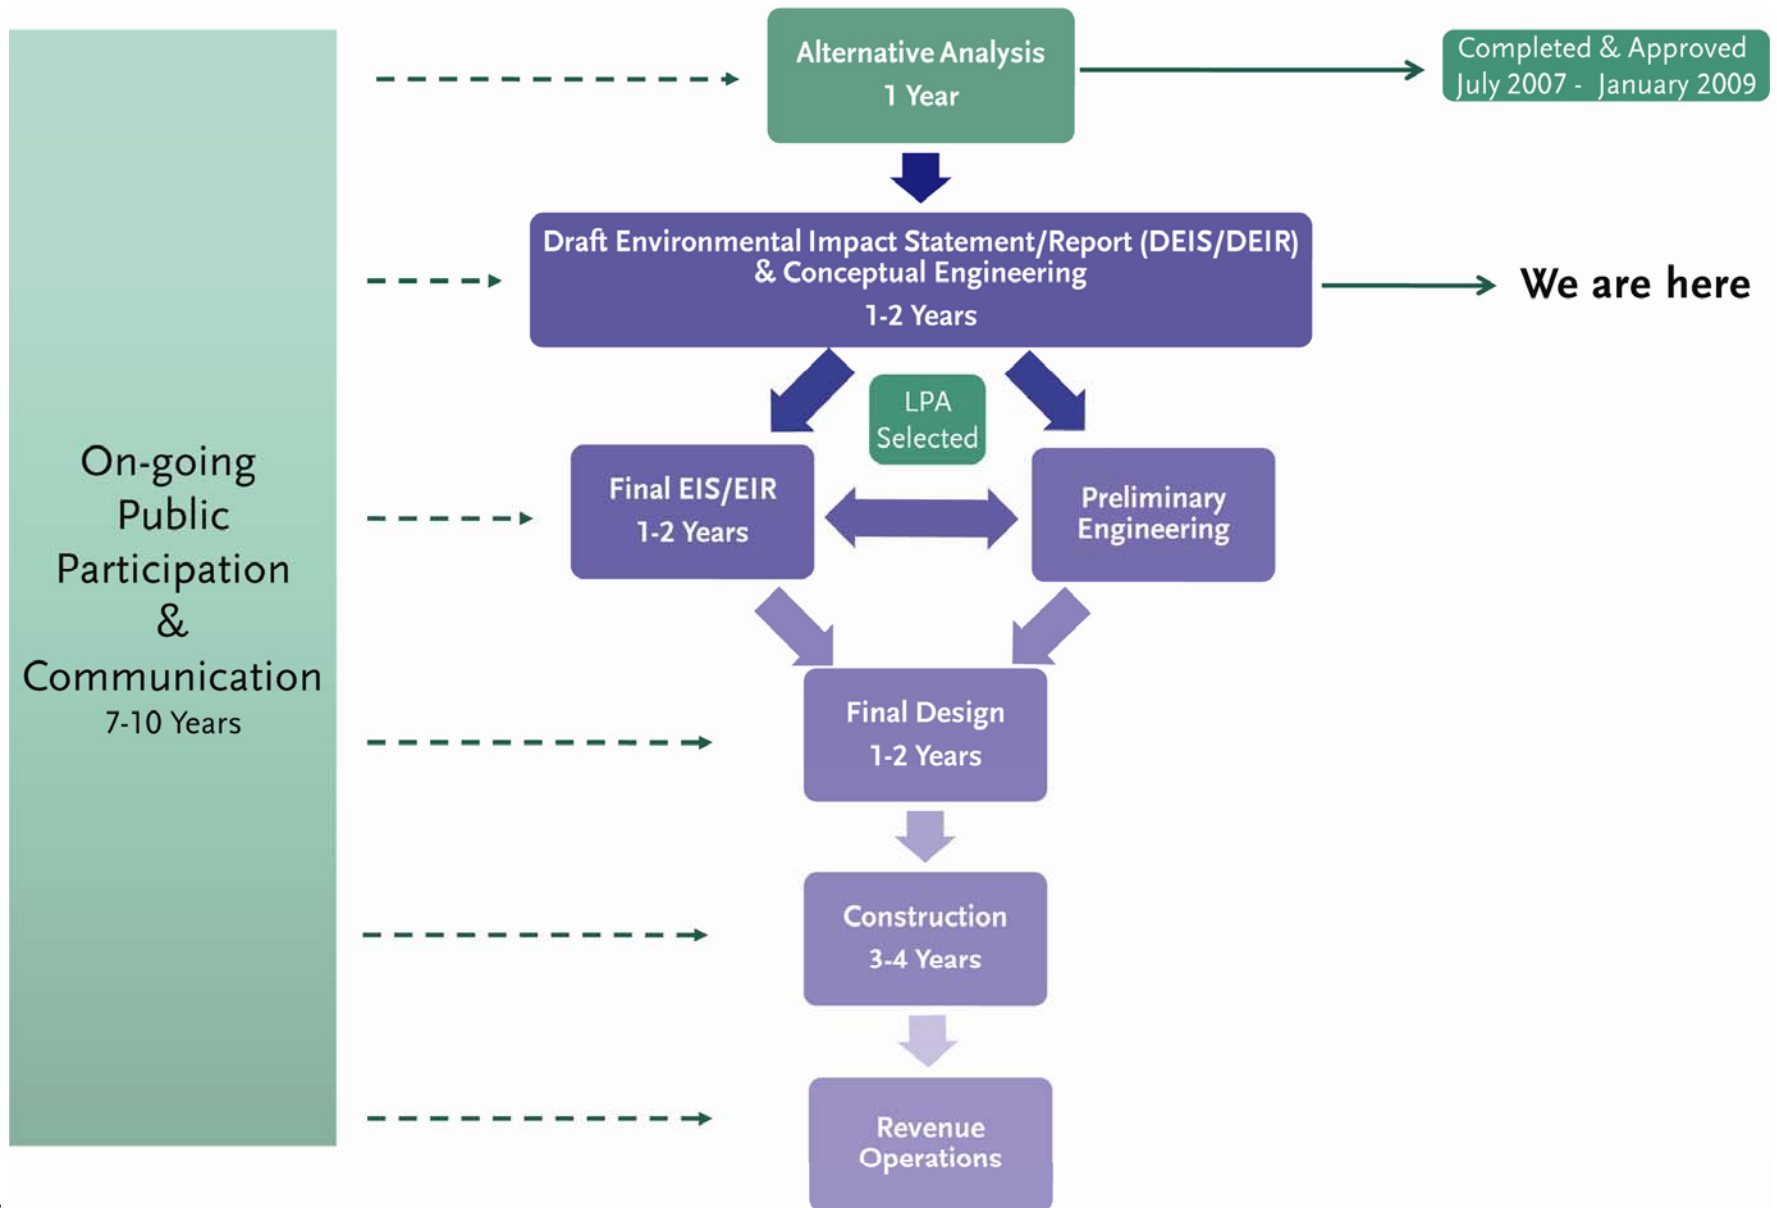 On-going
Public
Participation
&
Communication
7-10 Years
Alternative Analysis
1 Year
Completed & Approved
July 2007 - January 2009
Draft Environmental Impact Statement/Report (DEIS/DEIR)
& Conceptual Engineering
1-2 Years
We are here
LPA
Selected
Final EIS/EIR
1-2 Years
Preliminary
Engineering
Final Design
1-2 Years
Construction
3-4 Years
Revenue
Operations